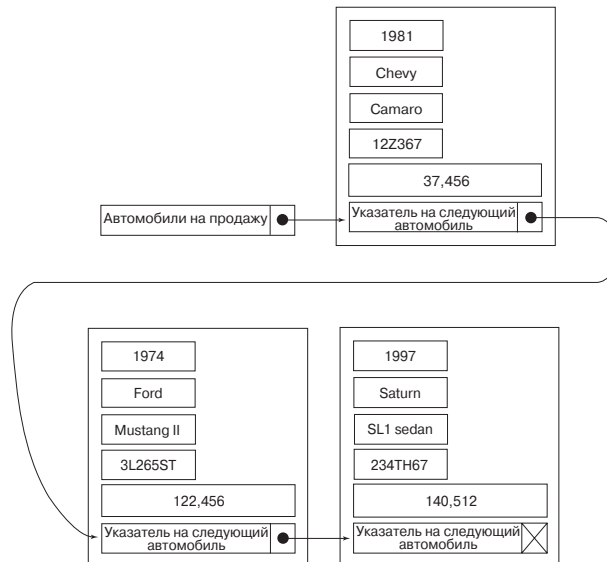 1981
Chevy
Camaro
12Z367
37,456
Автомобили на продажу
Указатель на следующий
автомобиль
1974
Ford
Mustang II
3L265ST
122,456
Указатель на следующий
автомобиль
1997
Saturn
SL1 sedan
234TH67
140,512
Указатель на следующий
автомобиль